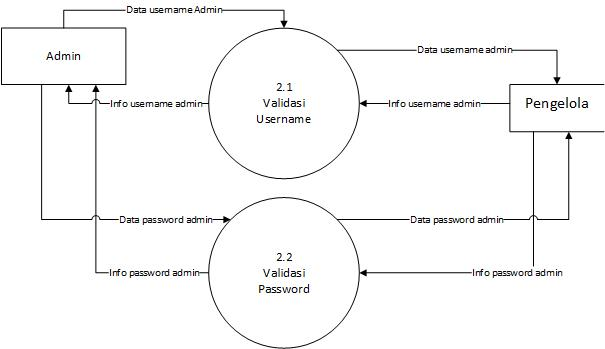 Data username Admin
Admin
2.1
Validasi
Username
Data username admin
Info username admin
Info username admin
Pengelola
Data password admin
Data password admin
2.2
Validasi
Password
Info password admin
Info password admin